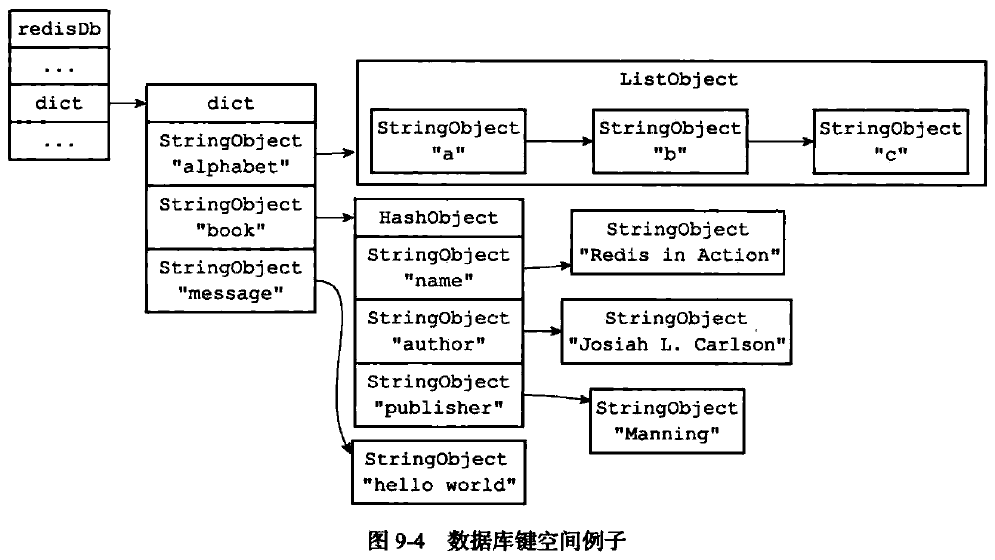 redisDb
...
dict
...
dict
StringObject
"alphabet"
StringObject
"book"
StringObject
"message"
ListObject
StringObject
"a"
StringObject
"b"
StringObject
"c"
HashObject
StringObject
"name"
StringObject
"author"
StringObject
"publisher"
StringObject
"Redis in Action"
StringObject
"Josiah L. Carlson"
StringObject
"Manning"
StringObject
"hello world"
图 9-4 数据库键空间例子